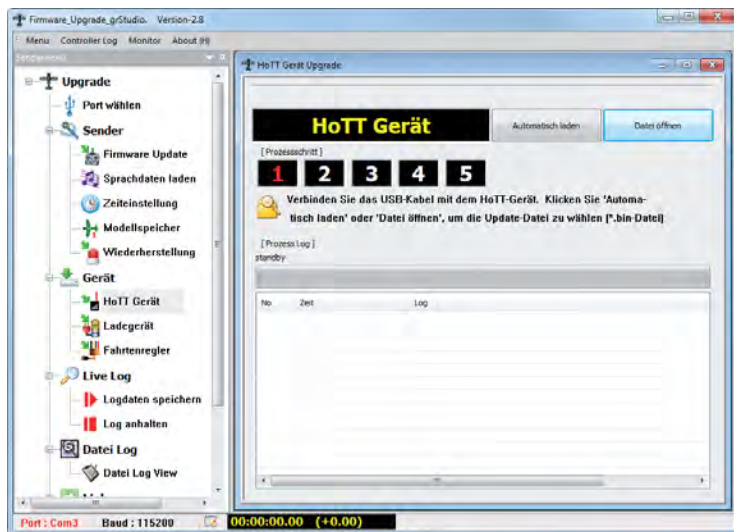 Firmware_Upgrade_grStudio. Version-2.8
Menu Controller Log Monitor About (H)
Upgrade
Port wählen
Sender
Firmware Update
Sprachdaten laden
Zeiteinstellung
Modellspeicher
Wiederherstellung
Gerät
HoTT Gerät
Ladegerät
Fahrtenregler
Live Log
Logdaten speichern
Log anhalten
Datei Log
Datei Log View
HoTT Gerät Upgrade
HoTT Gerät
Automatisch laden
Datei öffnen
[ Prozessschritt ]
1 2 3 4 5
Verbinden Sie das USB-Kabel mit dem HoTT-Gerät. Klicken Sie 'Automa-
tisch laden' oder 'Datei öffnen', um die Update-Datei zu wählen (*.bin-Datei)
[ Prozess Log ]
standby
No Zeit Log
Port : Com3 Baud : 115200 00:00:00.00 (+0.00)